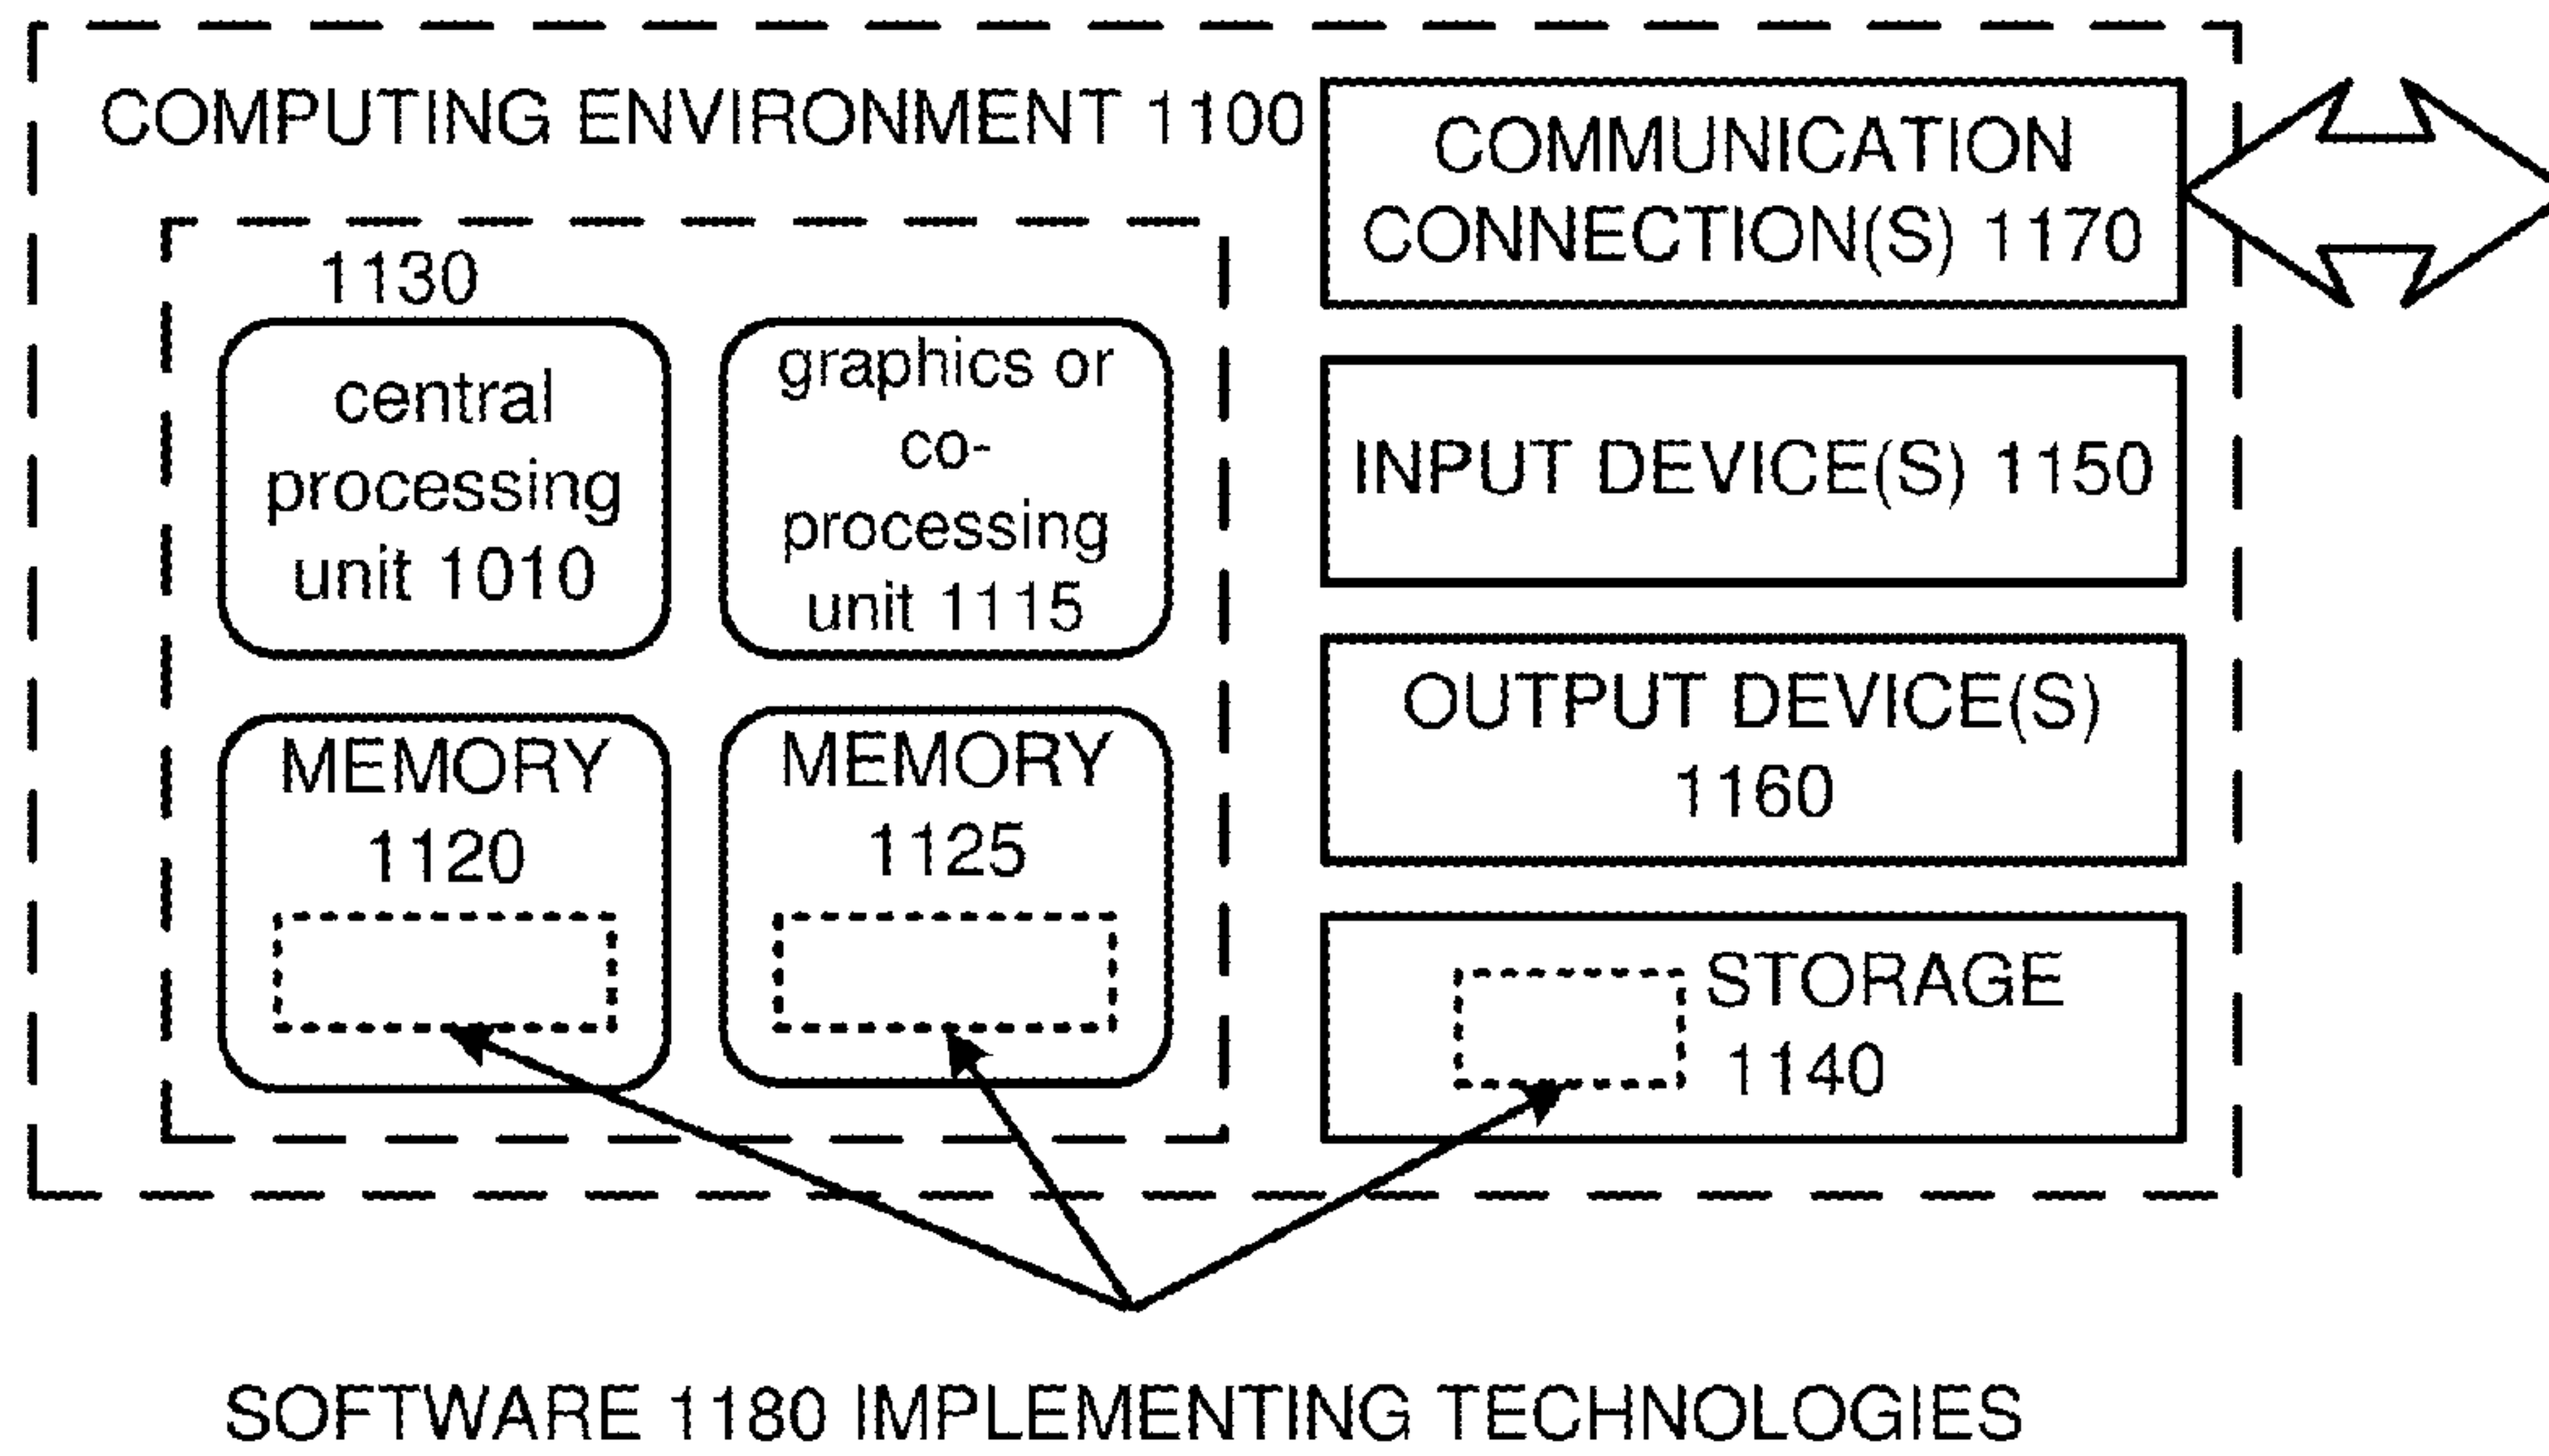 COMPUTING ENVIRONMENT 1100
1130
central
processing
unit 1010
graphics or
co-
processing
unit 1115
MEMORY
1120
MEMORY
1125
COMMUNICATION
CONNECTION(S) 1170
INPUT DEVICE(S) 1150
OUTPUT DEVICE(S)
1160
STORAGE
1140
SOFTWARE 1180 IMPLEMENTING TECHNOLOGIES